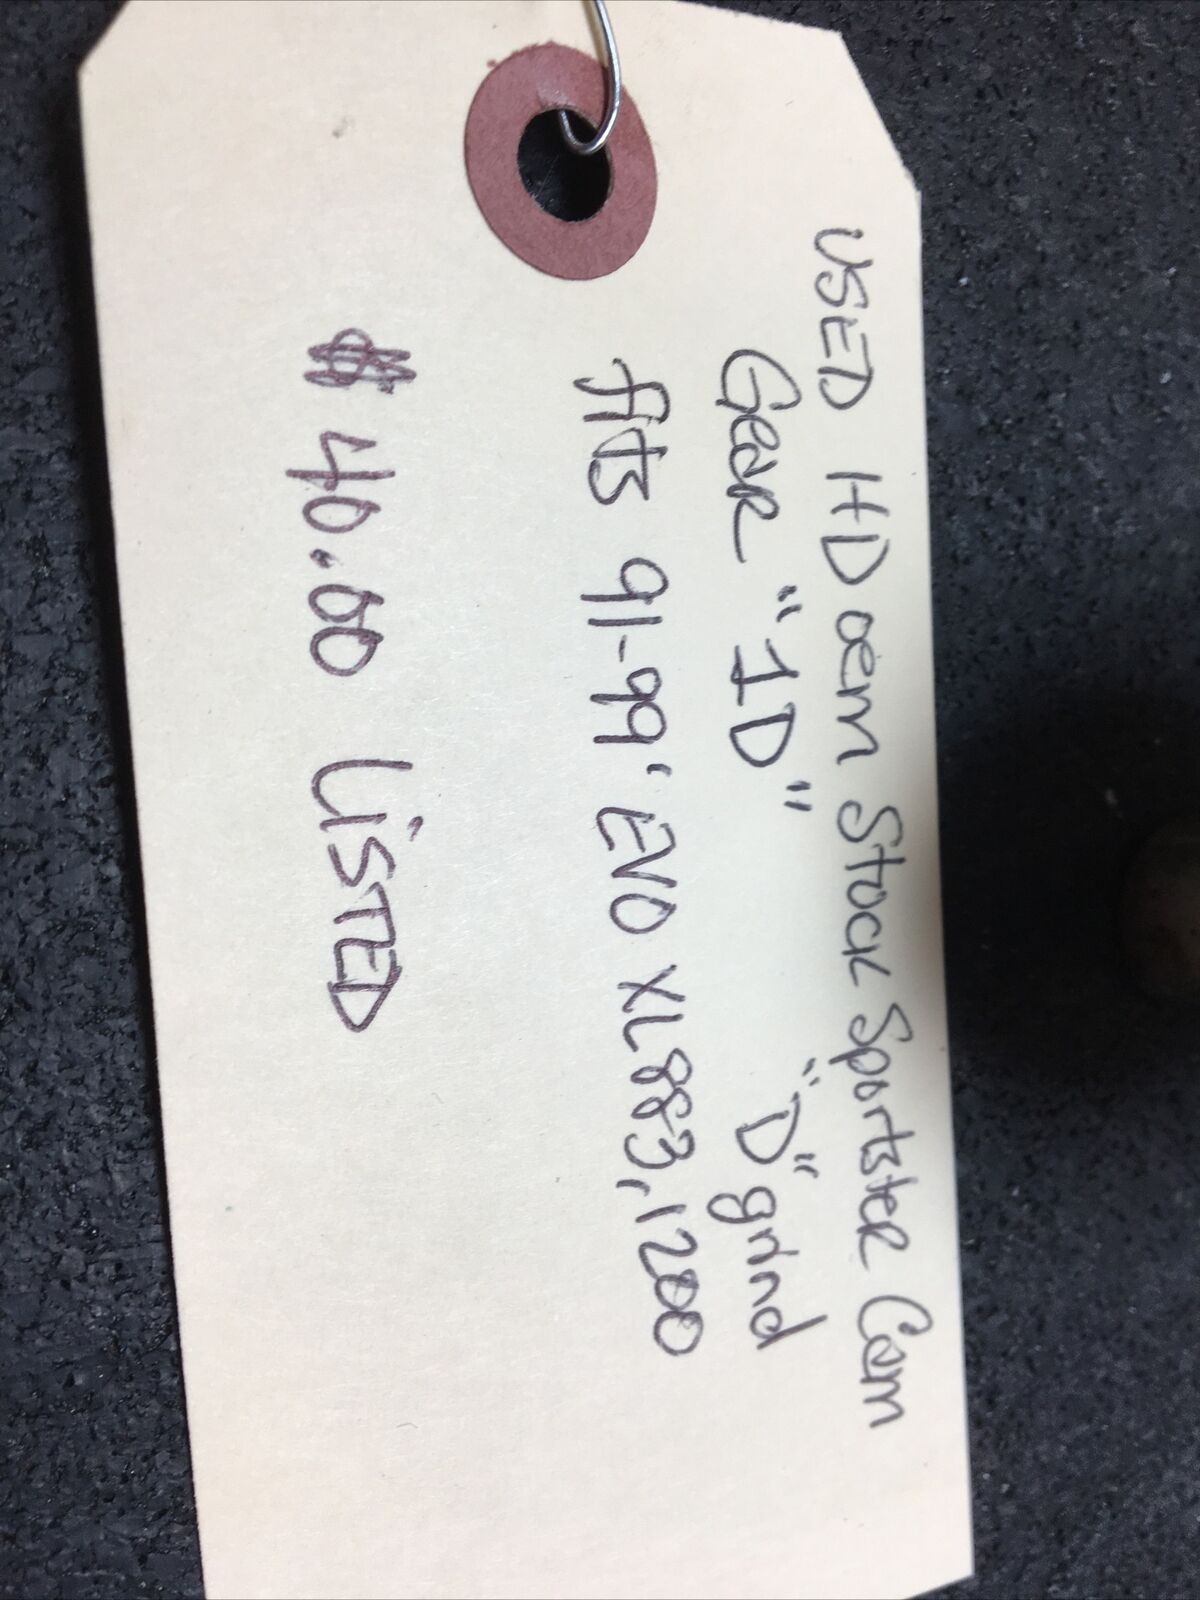 USED HD oem Stock Sportster Cam
Gear "1D" "D" grind
fits 91-99' EVO XL883,1200
$ 40.00 LiSTED